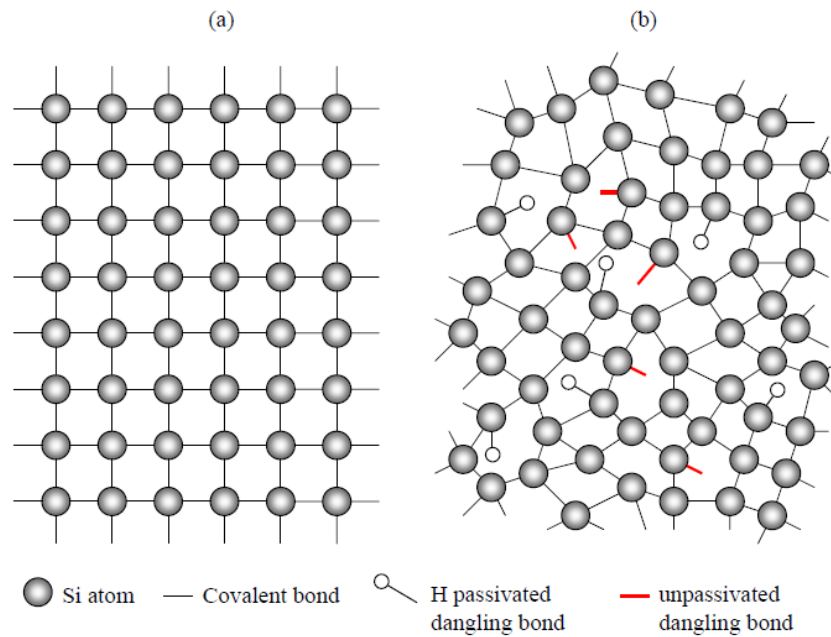 (a)
(b)
Si atom
Covalent bond
H passivated
dangling bond
unpassivated
dangling bond